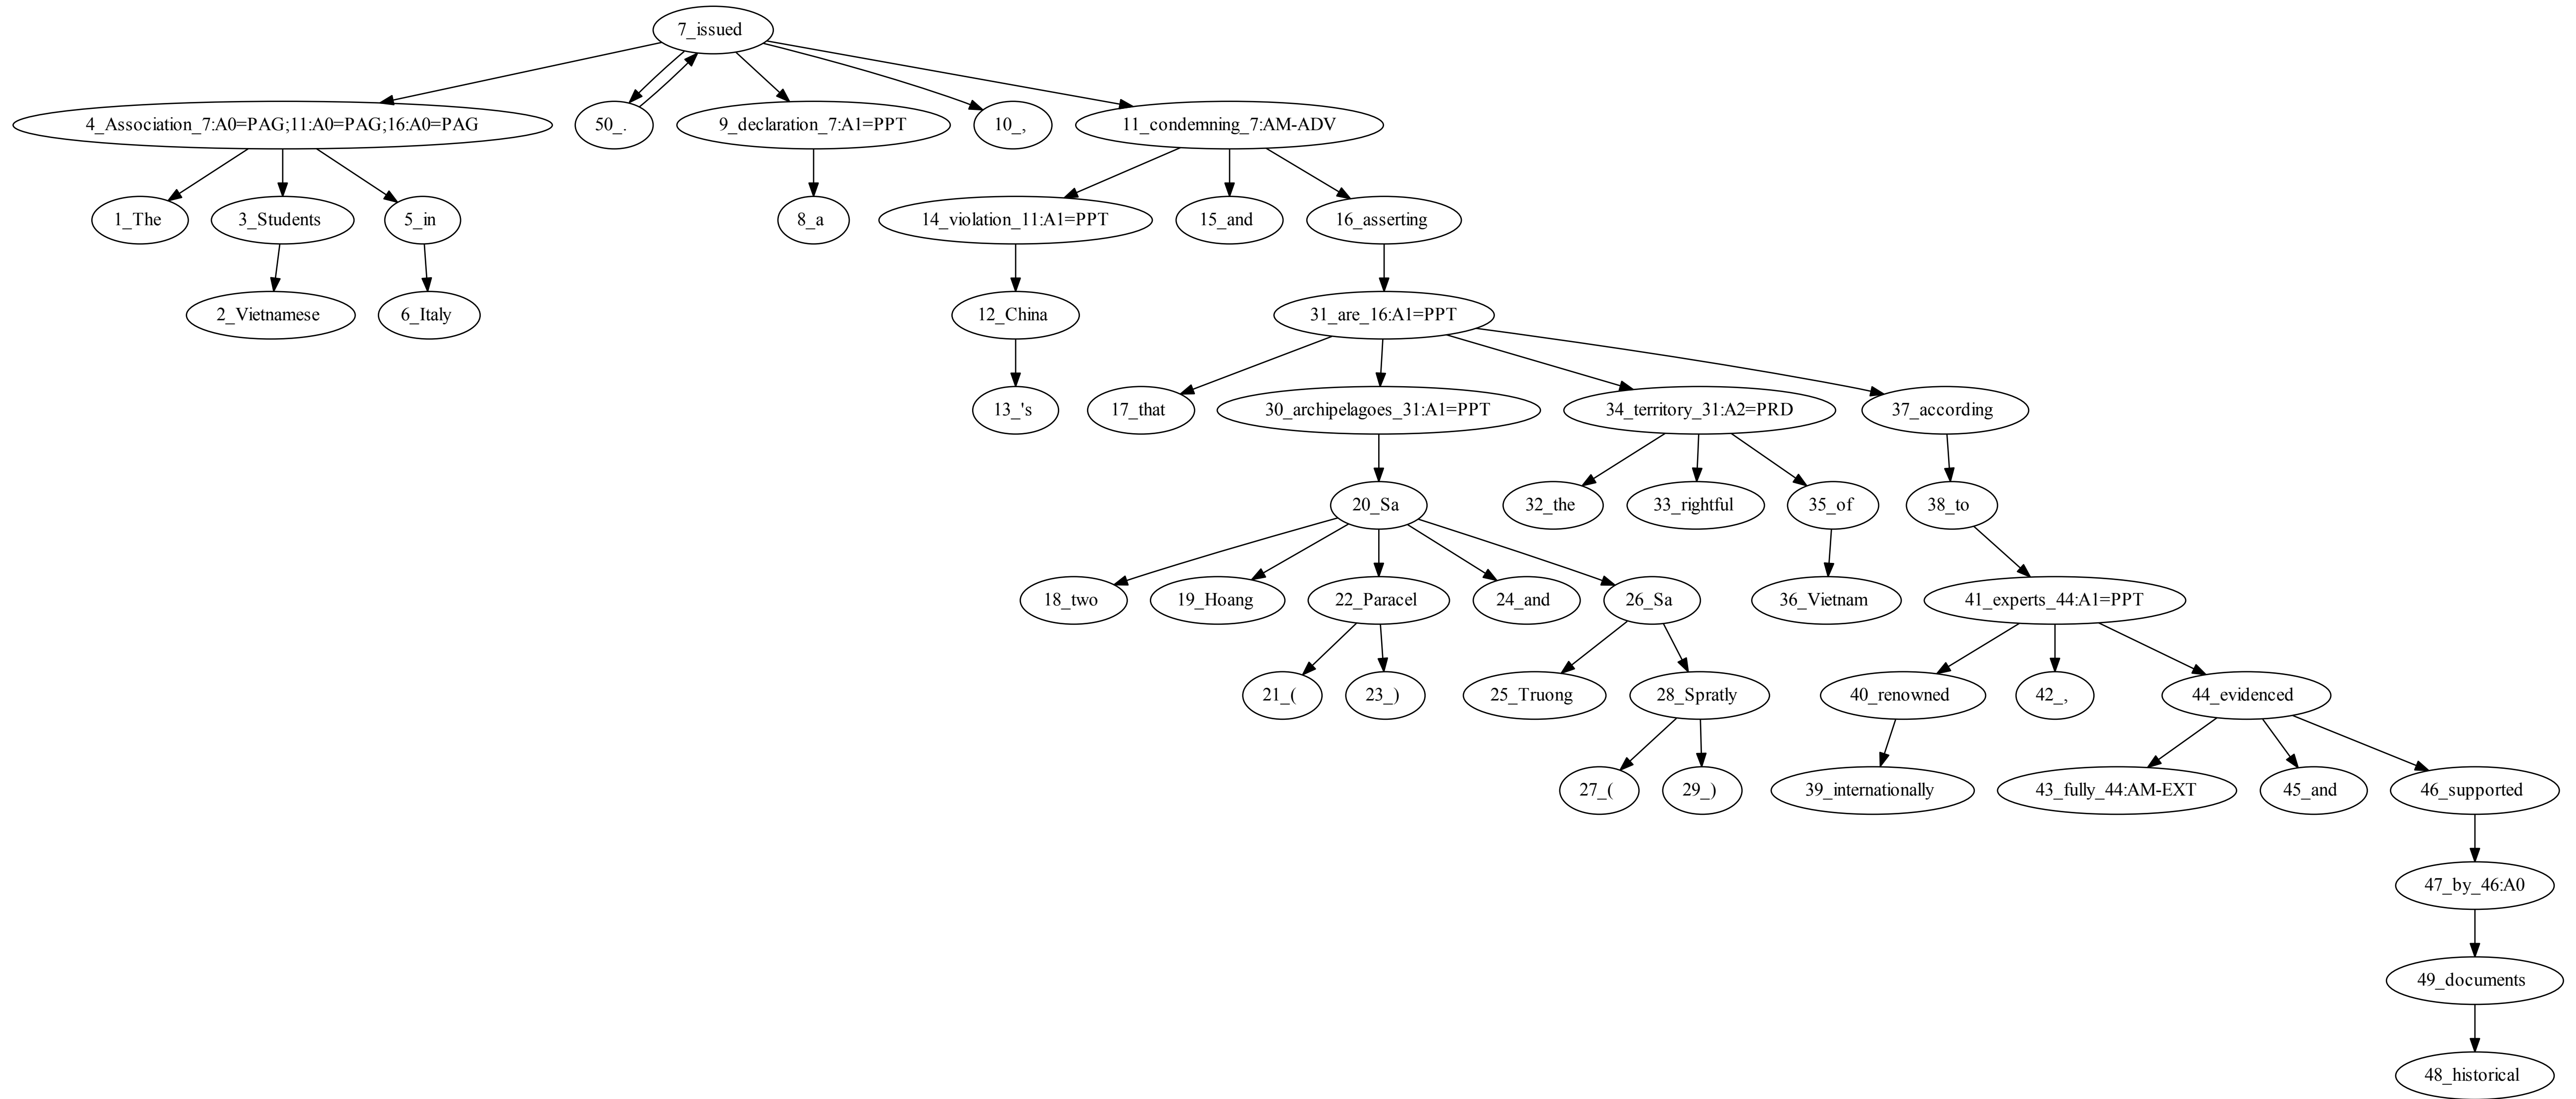 7_issued
4_Association_7:A0=PAG;11:A0=PAG;16:A0=PAG
50_.
9_declaration_7:A1=PPT
10_,
11_condemning_7:AM-ADV
1_The
3_Students
5_in
8_a
14_violation_11:A1=PPT
15_and
16_asserting
2_Vietnamese
6_Italy
12_China
31_are_16:A1=PPT
13_'s
17_that
30_archipelagoes_31:A1=PPT
34_territory_31:A2=PRD
37_according
20_Sa
32_the
33_rightful
35_of
38_to
18_two
19_Hoang
22_Paracel
24_and
26_Sa
36_Vietnam
41_experts_44:A1=PPT
21_(
23_)
25_Truong
28_Spratly
40_renowned
42_,
44_evidenced
27_(
29_)
39_internationally
43_fully_44:AM-EXT
45_and
46_supported
47_by_46:A0
49_documents
48_historical